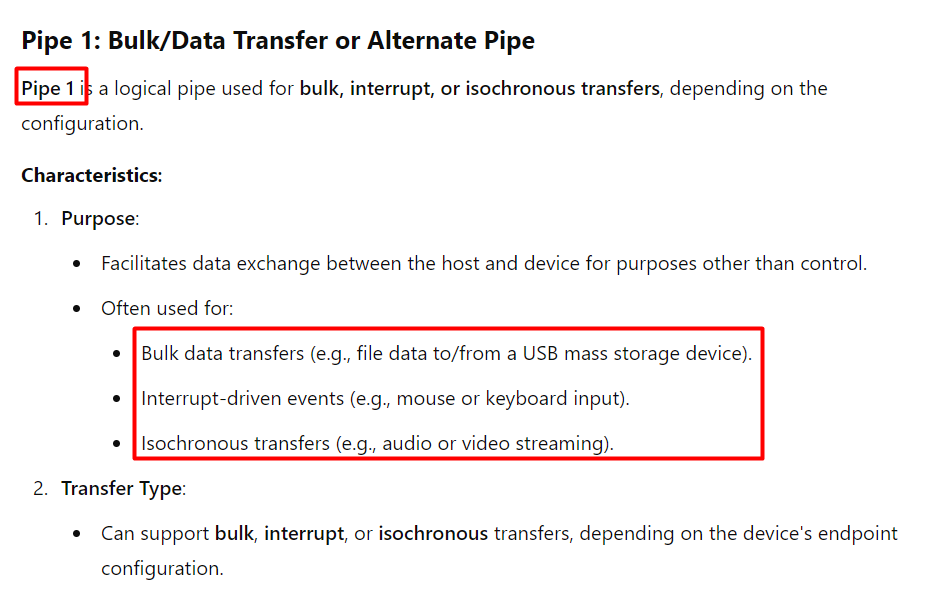 Pipe 1: Bulk/Data Transfer or Alternate Pipe
Pipe 1 is a logical pipe used for bulk, interrupt, or isochronous transfers, depending on the
configuration.
Characteristics:
1. Purpose:
• Facilitates data exchange between the host and device for purposes other than control.
• Often used for:
• Bulk data transfers (e.g., file data to/from a USB mass storage device).
• Interrupt-driven events (e.g., mouse or keyboard input).
• Isochronous transfers (e.g., audio or video streaming).
2. Transfer Type:
• Can support bulk, interrupt, or isochronous transfers, depending on the device's endpoint
configuration.